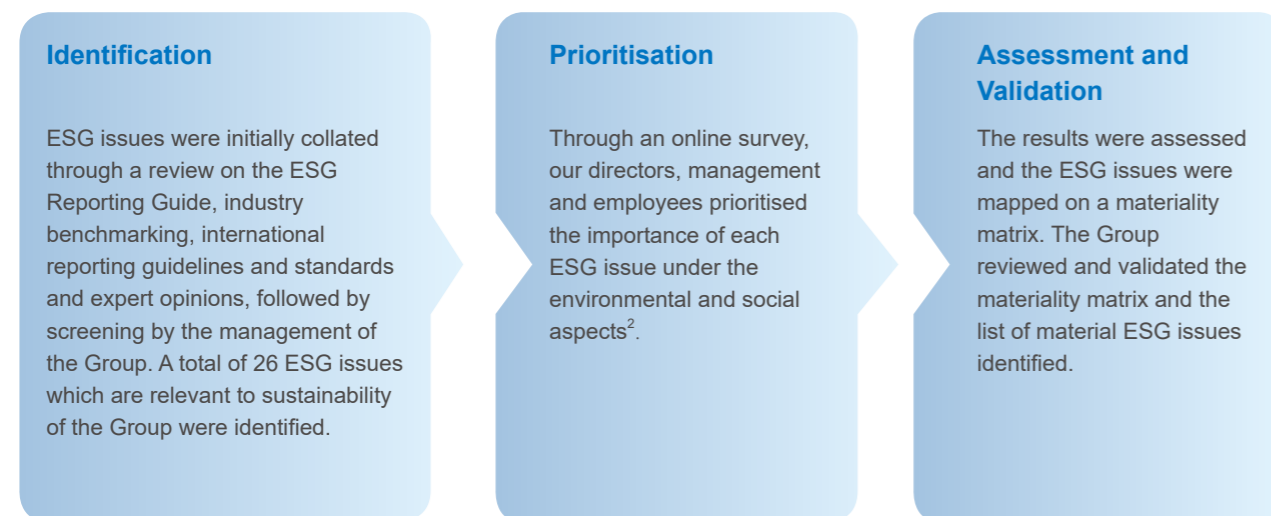 Identification
ESG issues were initially collated
through a review on the ESG
Reporting Guide, industry
benchmarking, international
reporting guidelines and standards
and expert opinions, followed by
screening by the management of
the Group. A total of 26 ESG issues
which are relevant to sustainability
of the Group were identified.
Prioritisation
Through an online survey,
our directors, management
and employees prioritised
the importance of each
ESG issue under the
environmental and social
aspects².
Assessment and
Validation
The results were assessed
and the ESG issues were
mapped on a materiality
matrix. The Group
reviewed and validated the
materiality matrix and the
list of material ESG issues
identified.